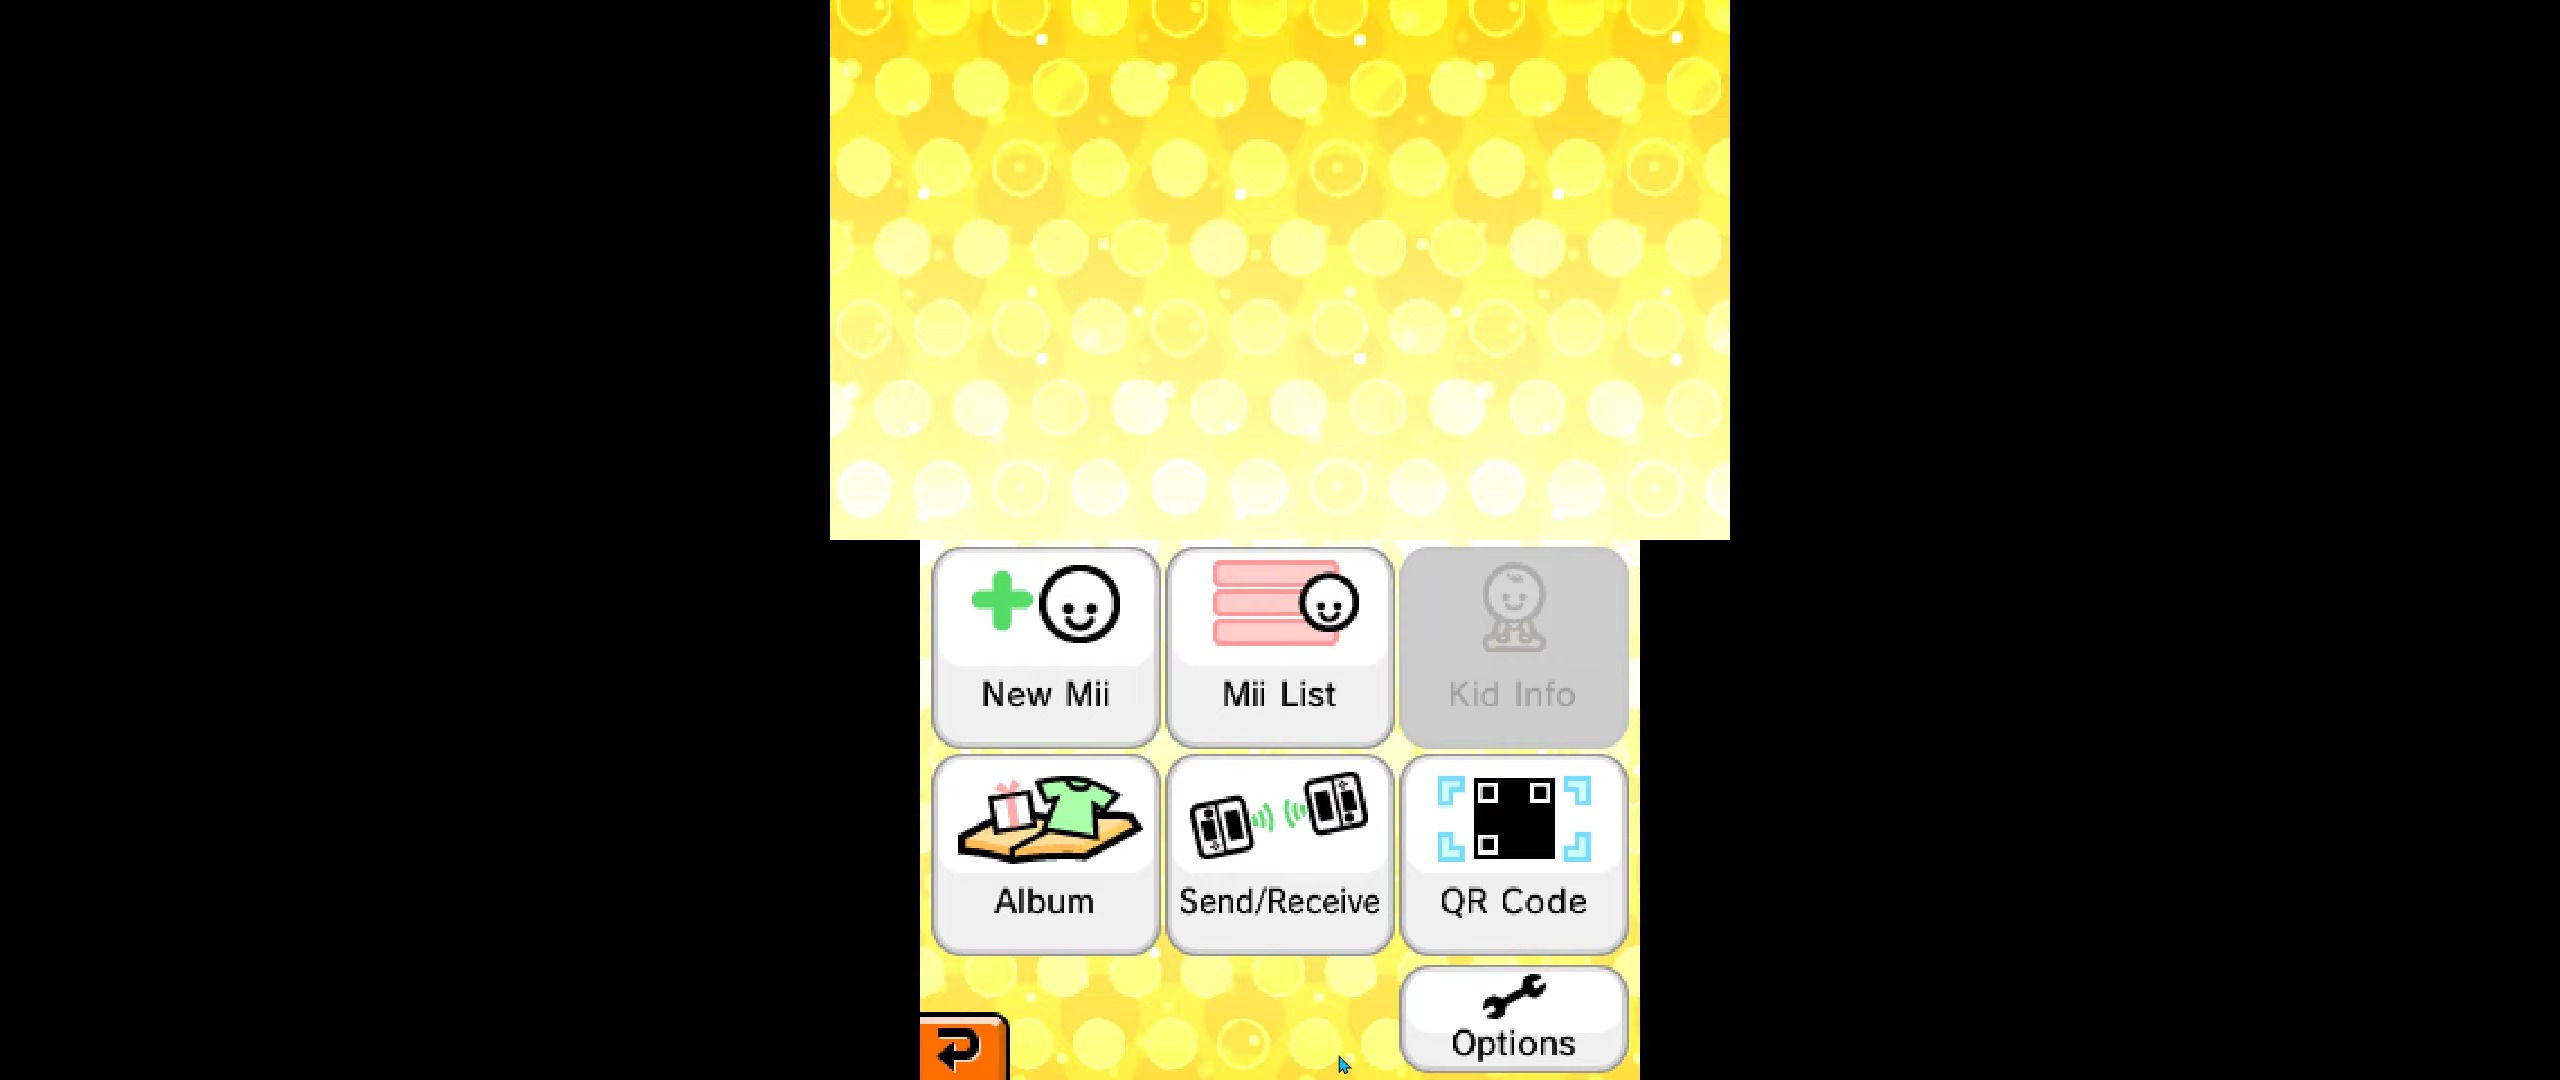 New Mii
Mii List
Kid Info
Album
Send/Receive
QR Code
Options